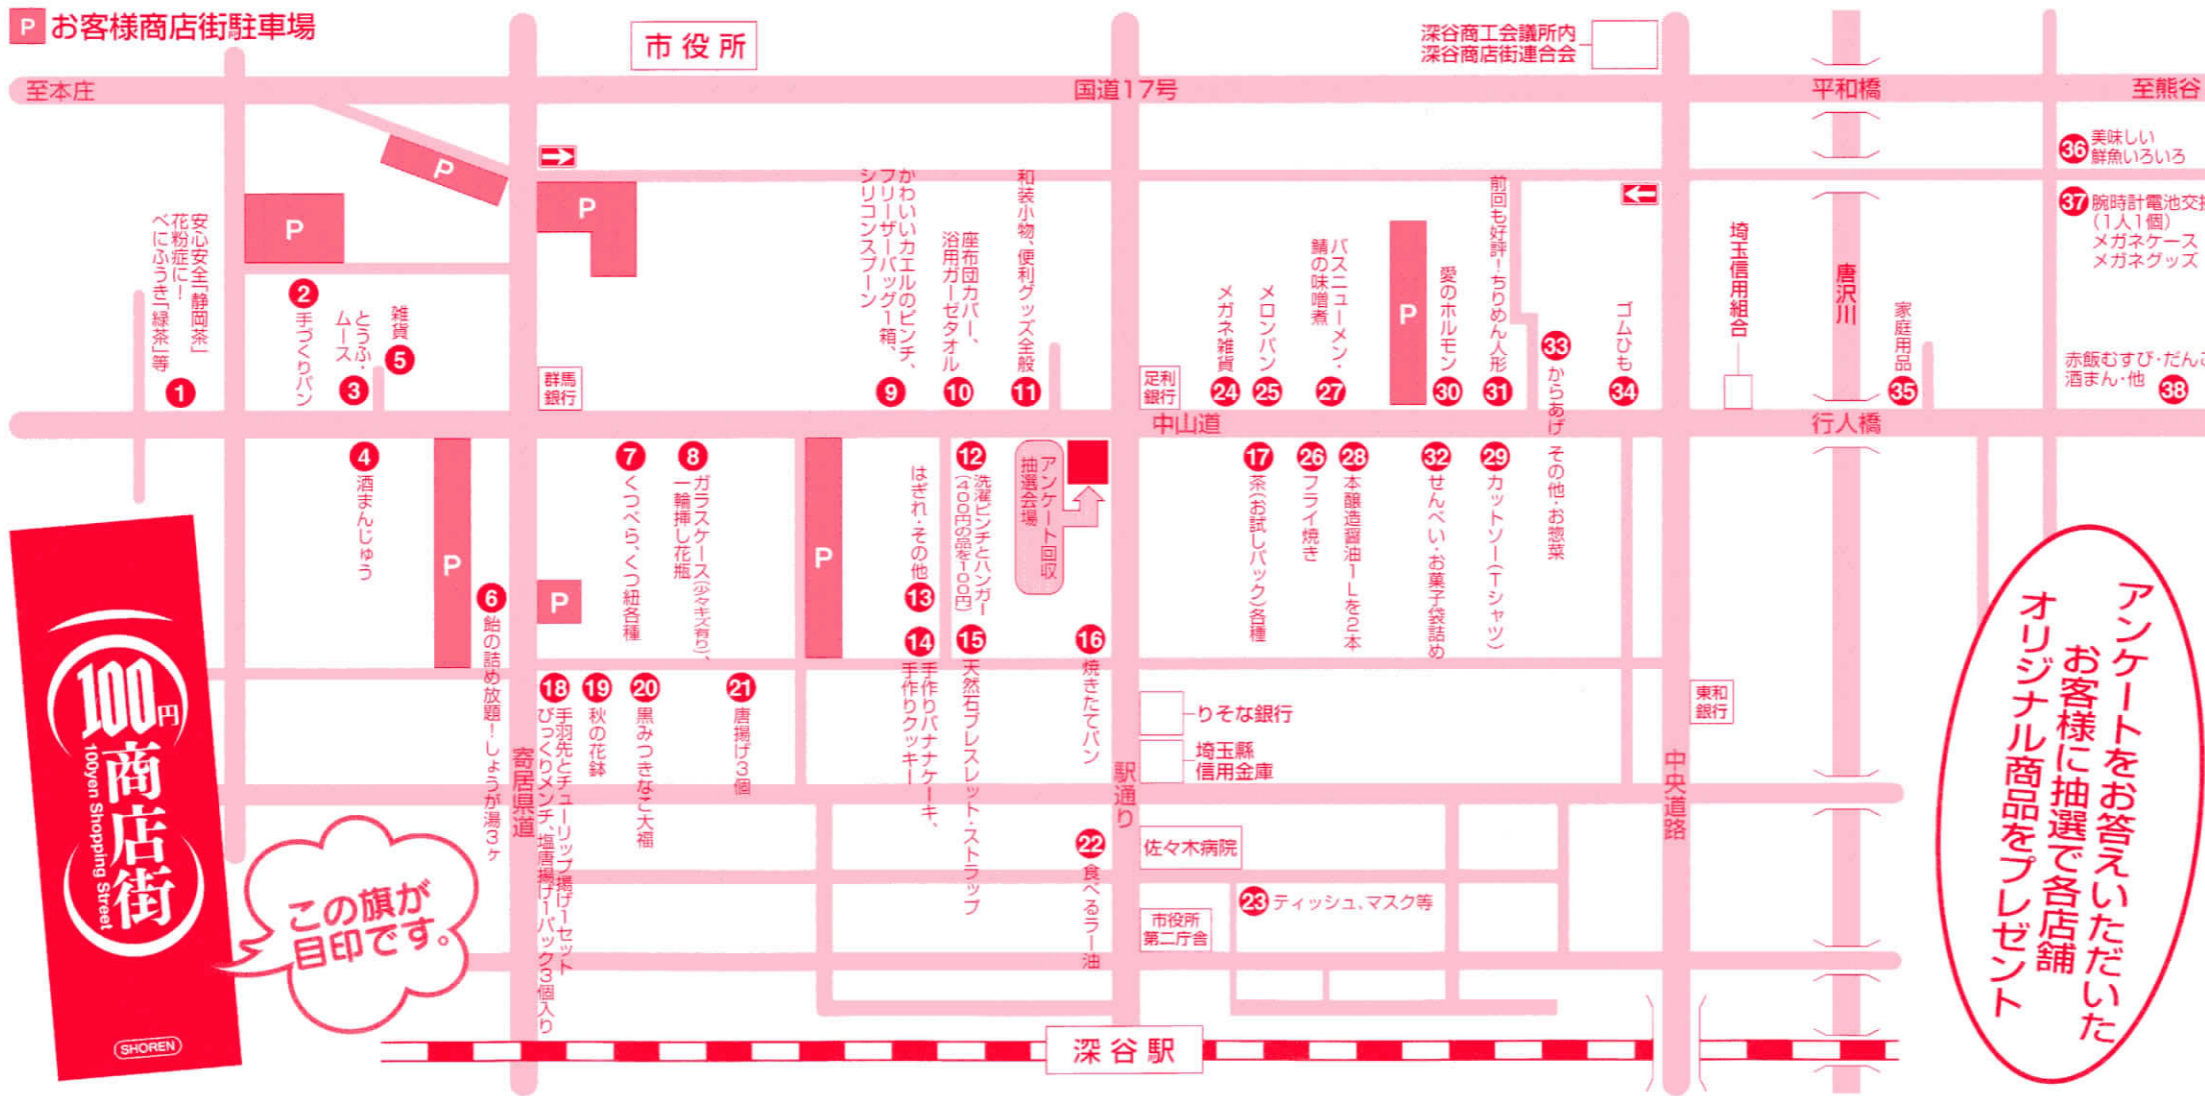 P お客様商店街駐車場
市役所
深谷商工会議所内
深谷商店街連合会
至本庄
国道17号
平和橋
至熊谷
P
P
P
P
P
P
P
安心安全「静岡茶」
花粉症に!
べにふうき「緑茶」等
1
2
手づくりパン
とうふ・
ムース
3
雑貨
5
群馬
銀行
かわいいカエルのピンチ、
フリーザーバッグ1箱、
シリコンスプーン
9
座布団カバー、
浴用ガーゼタオル
10
和装小物、便利グッズ全般
11
足利
銀行
メガネ雑貨
24
メロンパン
25
バスニューメン・
鯖の味噌煮
27
愛のホルモン
30
前回も好評!ちりめん人形
31
33
からあげ その他・お惣菜
ゴムひも
34
埼玉信用組合
唐沢川
家庭用品
35
36 美味しい
鮮魚いろいろ
37 腕時計電池交
(1人1個)
メガネケース
メガネグッズ
赤飯むすび・だん
酒まん・他 38
中山道
行人橋
4
酒まんじゅう
6
飴の詰め放題!しょうが湯3ヶ
7
くつべら、くつ紐各種
8
ガラスケース(少々キズ有り)、
一輪挿し花瓶
はぎれ・その他
13
12
洗濯ピンチとハンガー
(400円の品を100円)
アンケート回収
抽選会場
14
手作りバナナケーキ、
手作りクッキー
15
天然石ブレスレット・ストラップ
16
焼きたてパン
17
茶(お試しパック)各種
26
フライ焼き
28
本醸造醤油1Lを2本
32
せんべい・お菓子袋詰め
29
カットソー(Tシャツ)
18
手羽先とチューリップ揚げ1セット
びっくりメンチ、塩唐揚げ1パック3個入り
19
秋の花鉢
20
黒みつきなこ大福
21
唐揚げ3個
りそな銀行
埼玉縣
信用金庫
東和
銀行
寄居県道
駅通り
中央道路
22
食べるラー油
佐々木病院
市役所
第二庁舎
23 ティッシュ、マスク等
深谷駅
100円商店街
100yen Shopping Street
SHOREN
この旗が
目印です。
アンケートをお答えいただいた
お客様に抽選で各店舗
オリジナル商品をプレゼント